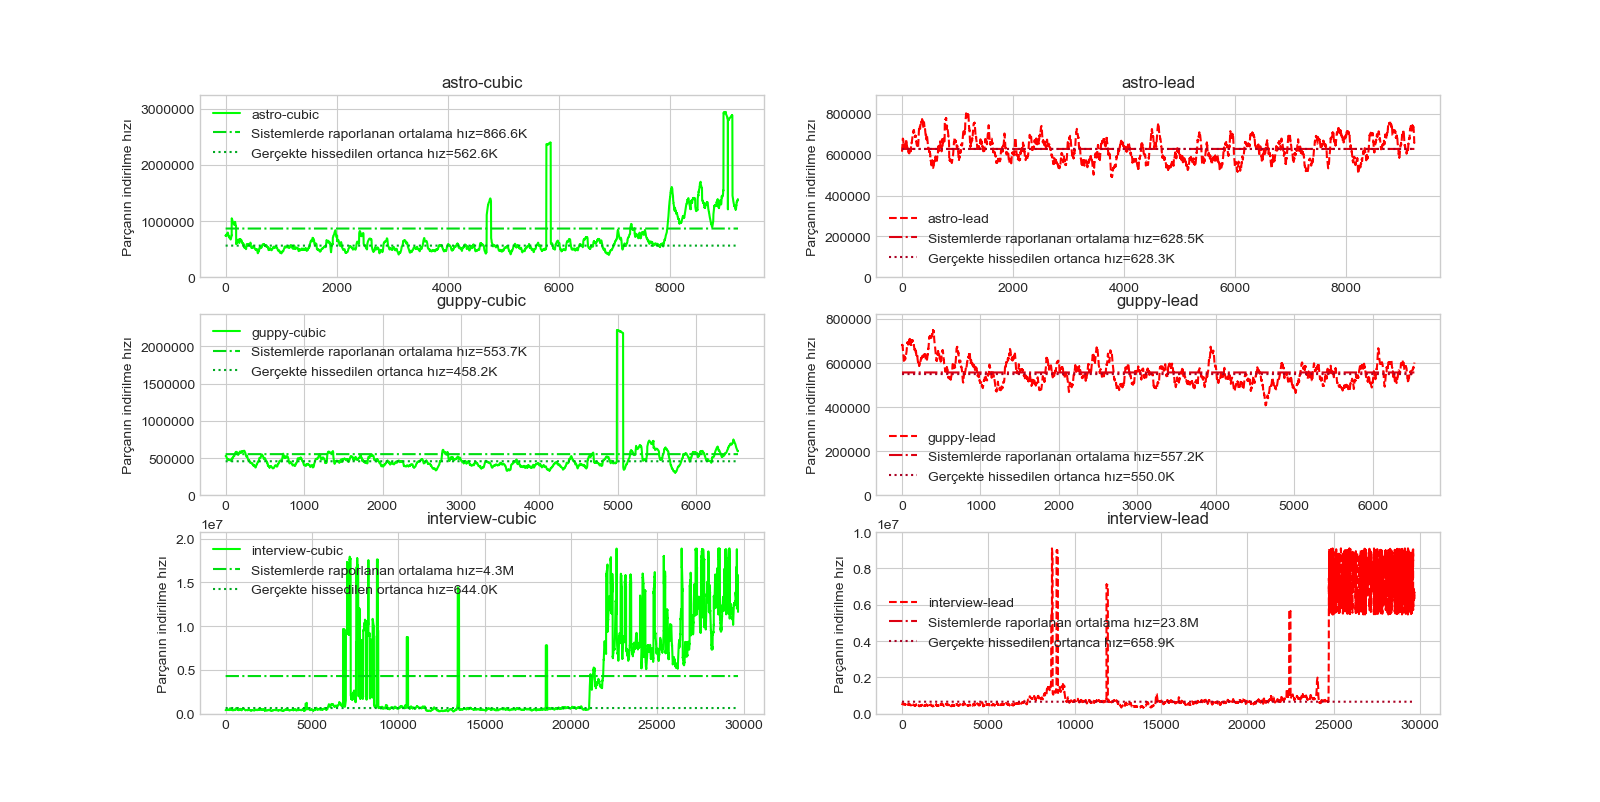 astro-cubic
Parçanın indirilme hızı
3000000
2000000
1000000
0
astro-cubic
Sistemlerde raporlanan ortalama hız=866.6K
Gerçekte hissedilen ortanca hız=562.6K
0 2000 4000 6000 8000
astro-lead
Parçanın indirilme hızı
800000
600000
400000
200000
0
astro-lead
Sistemlerde raporlanan ortalama hız=628.5K
Gerçekte hissedilen ortanca hız=628.3K
0 2000 4000 6000 8000
guppy-cubic
Parçanın indirilme hızı
2000000
1500000
1000000
500000
0
guppy-cubic
Sistemlerde raporlanan ortalama hız=553.7K
Gerçekte hissedilen ortanca hız=458.2K
0 1000 2000 3000 4000 5000 6000
guppy-lead
Parçanın indirilme hızı
800000
600000
400000
200000
0
guppy-lead
Sistemlerde raporlanan ortalama hız=557.2K
Gerçekte hissedilen ortanca hız=550.0K
0 1000 2000 3000 4000 5000 6000
interview-cubic
1e7
Parçanın indirilme hızı
2.0
1.5
1.0
0.5
0.0
interview-cubic
Sistemlerde raporlanan ortalama hız=4.3M
Gerçekte hissedilen ortanca hız=644.0K
0 5000 10000 15000 20000 25000 30000
interview-lead
1e7
Parçanın indirilme hızı
1.0
0.8
0.6
0.4
0.2
0.0
interview-lead
Sistemlerde raporlanan ortalama hız=23.8M
Gerçekte hissedilen ortanca hız=658.9K
0 5000 10000 15000 20000 25000 30000